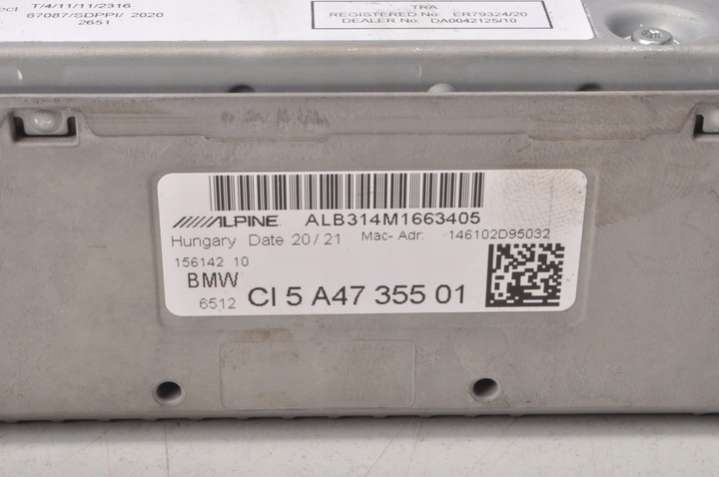 ect T/4/11/11/2316
67087/SDPPI/ 2020
2651
TRA
REGISTERED No: ER79324/20
DEALER No: DA0042125/10
ALPINE ALB314M1663405
Hungary Date 20/21 Mac-Adr: 146102D95032
156142 10
BMW
6512 CI 5 A47 355 01